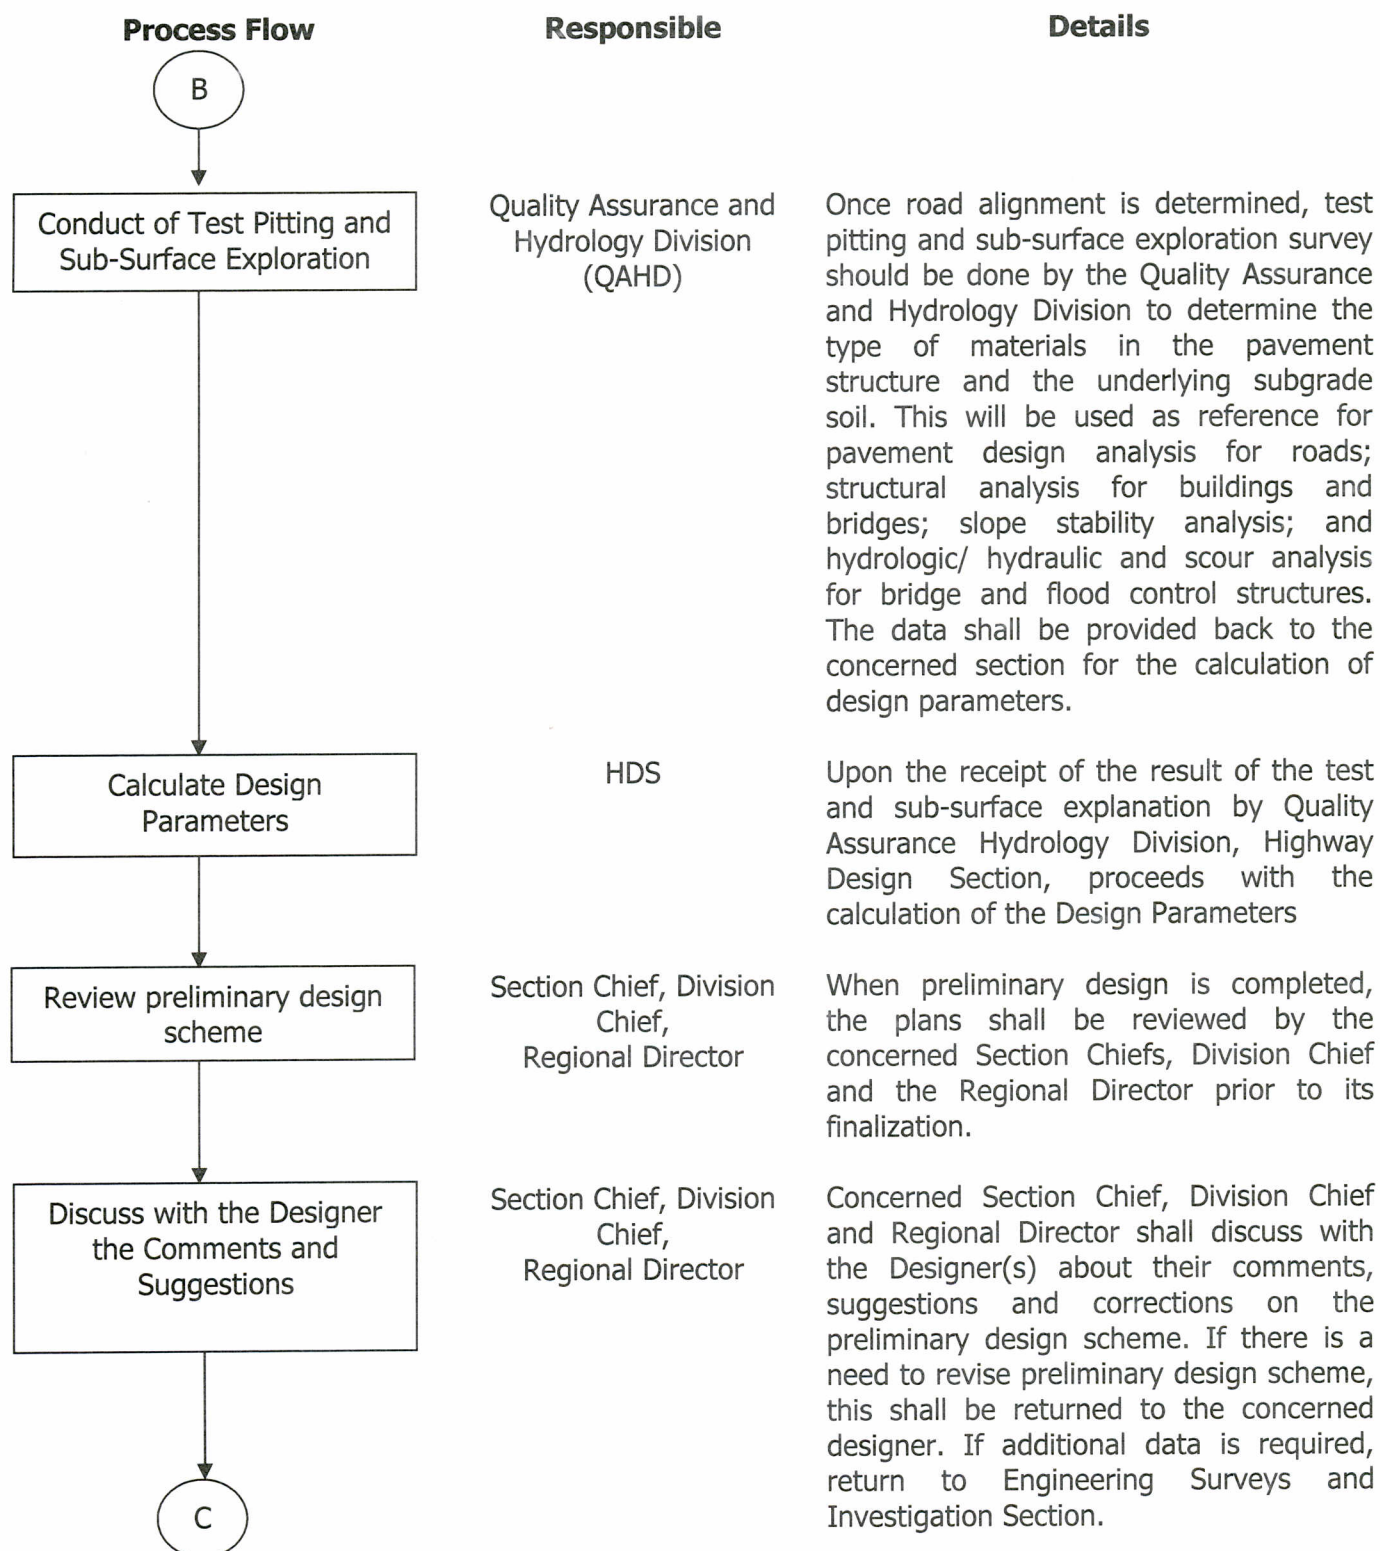 Process Flow
Responsible
Details
B
Conduct of Test Pitting and
Sub-Surface Exploration
Quality Assurance and
Hydrology Division
(QAHD)
Once road alignment is determined, test
pitting and sub-surface exploration survey
should be done by the Quality Assurance
and Hydrology Division to determine the
type of materials in the pavement
structure and the underlying subgrade
soil. This will be used as reference for
pavement design analysis for roads;
structural analysis for buildings and
bridges; slope stability analysis; and
hydrologic/ hydraulic and scour analysis
for bridge and flood control structures.
The data shall be provided back to the
concerned section for the calculation of
design parameters.
Calculate Design
Parameters
HDS
Upon the receipt of the result of the test
and sub-surface explanation by Quality
Assurance Hydrology Division, Highway
Design Section, proceeds with the
calculation of the Design Parameters
Review preliminary design
scheme
Section Chief, Division
Chief,
Regional Director
When preliminary design is completed,
the plans shall be reviewed by the
concerned Section Chiefs, Division Chief
and the Regional Director prior to its
finalization.
Discuss with the Designer
the Comments and
Suggestions
Section Chief, Division
Chief,
Regional Director
Concerned Section Chief, Division Chief
and Regional Director shall discuss with
the Designer(s) about their comments,
suggestions and corrections on the
preliminary design scheme. If there is a
need to revise preliminary design scheme,
this shall be returned to the concerned
designer. If additional data is required,
return to Engineering Surveys and
Investigation Section.
C